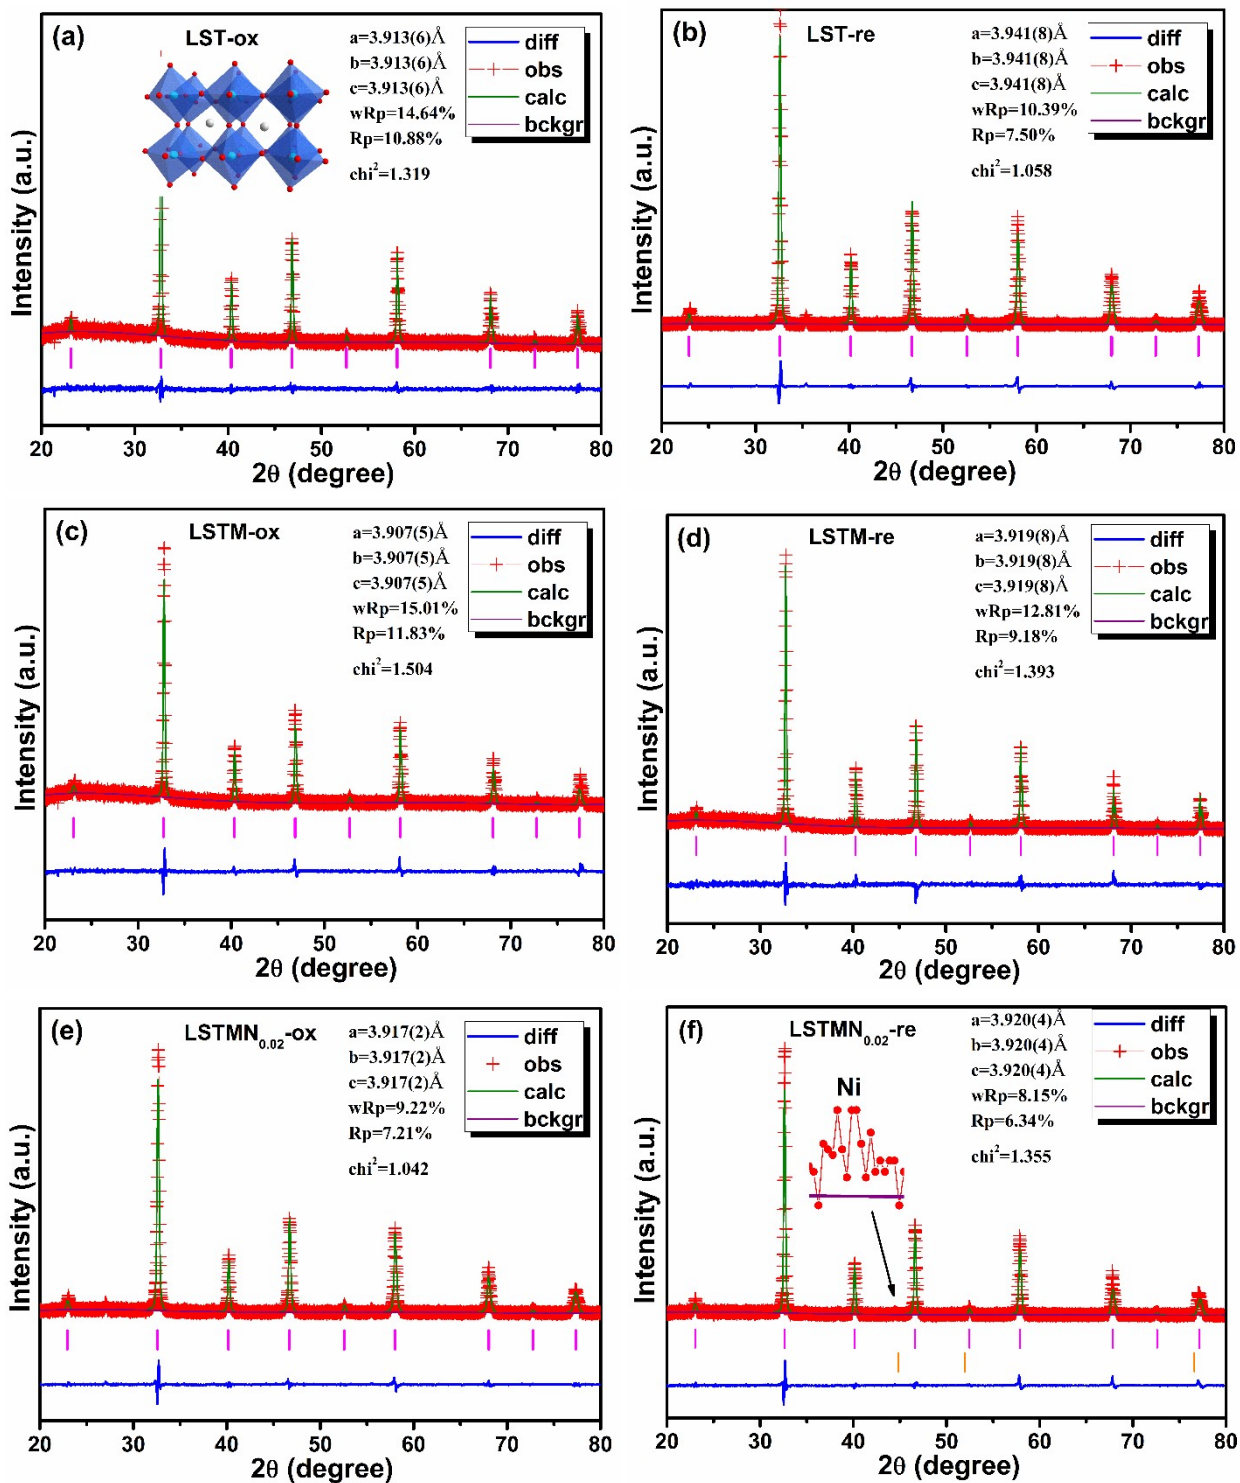 (a)
LST-ox
a=3.913(6)Å
b=3.913(6)Å
c=3.913(6)Å
wRp=14.64%
Rp=10.88%
chi²=1.319
diff
obs
calc
bckgr
Intensity (a.u.)
20 30 40 50 60 70 80
2θ (degree)
(b)
LST-re
a=3.941(8)Å
b=3.941(8)Å
c=3.941(8)Å
wRp=10.39%
Rp=7.50%
chi²=1.058
diff
obs
calc
bckgr
Intensity (a.u.)
20 30 40 50 60 70 80
2θ (degree)
(c)
LSTM-ox
a=3.907(5)Å
b=3.907(5)Å
c=3.907(5)Å
wRp=15.01%
Rp=11.83%
chi²=1.504
diff
obs
calc
bckgr
Intensity (a.u.)
20 30 40 50 60 70 80
2θ (degree)
(d)
LSTM-re
a=3.919(8)Å
b=3.919(8)Å
c=3.919(8)Å
wRp=12.81%
Rp=9.18%
chi²=1.393
diff
obs
calc
bckgr
Intensity (a.u.)
20 30 40 50 60 70 80
2θ (degree)
(e)
LSTMN₀.₀₂-ox
a=3.917(2)Å
b=3.917(2)Å
c=3.917(2)Å
wRp=9.22%
Rp=7.21%
chi²=1.042
diff
obs
calc
bckgr
Intensity (a.u.)
20 30 40 50 60 70 80
2θ (degree)
(f)
LSTMN₀.₀₂-re
a=3.920(4)Å
b=3.920(4)Å
c=3.920(4)Å
wRp=8.15%
Rp=6.34%
chi²=1.355
diff
obs
calc
bckgr
Ni
Intensity (a.u.)
20 30 40 50 60 70 80
2θ (degree)